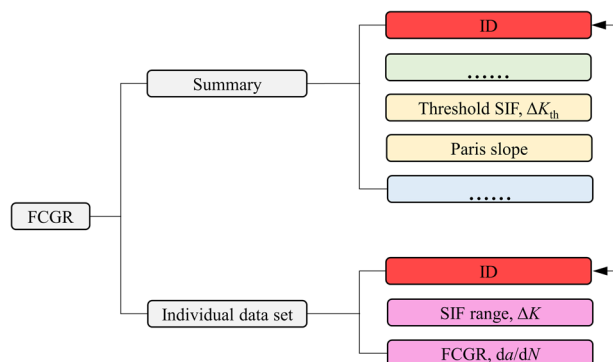 ID
......
Summary
Threshold SIF, ΔKth
Paris slope
......
FCGR
ID
Individual data set
SIF range, ΔK
FCGR, da/dN